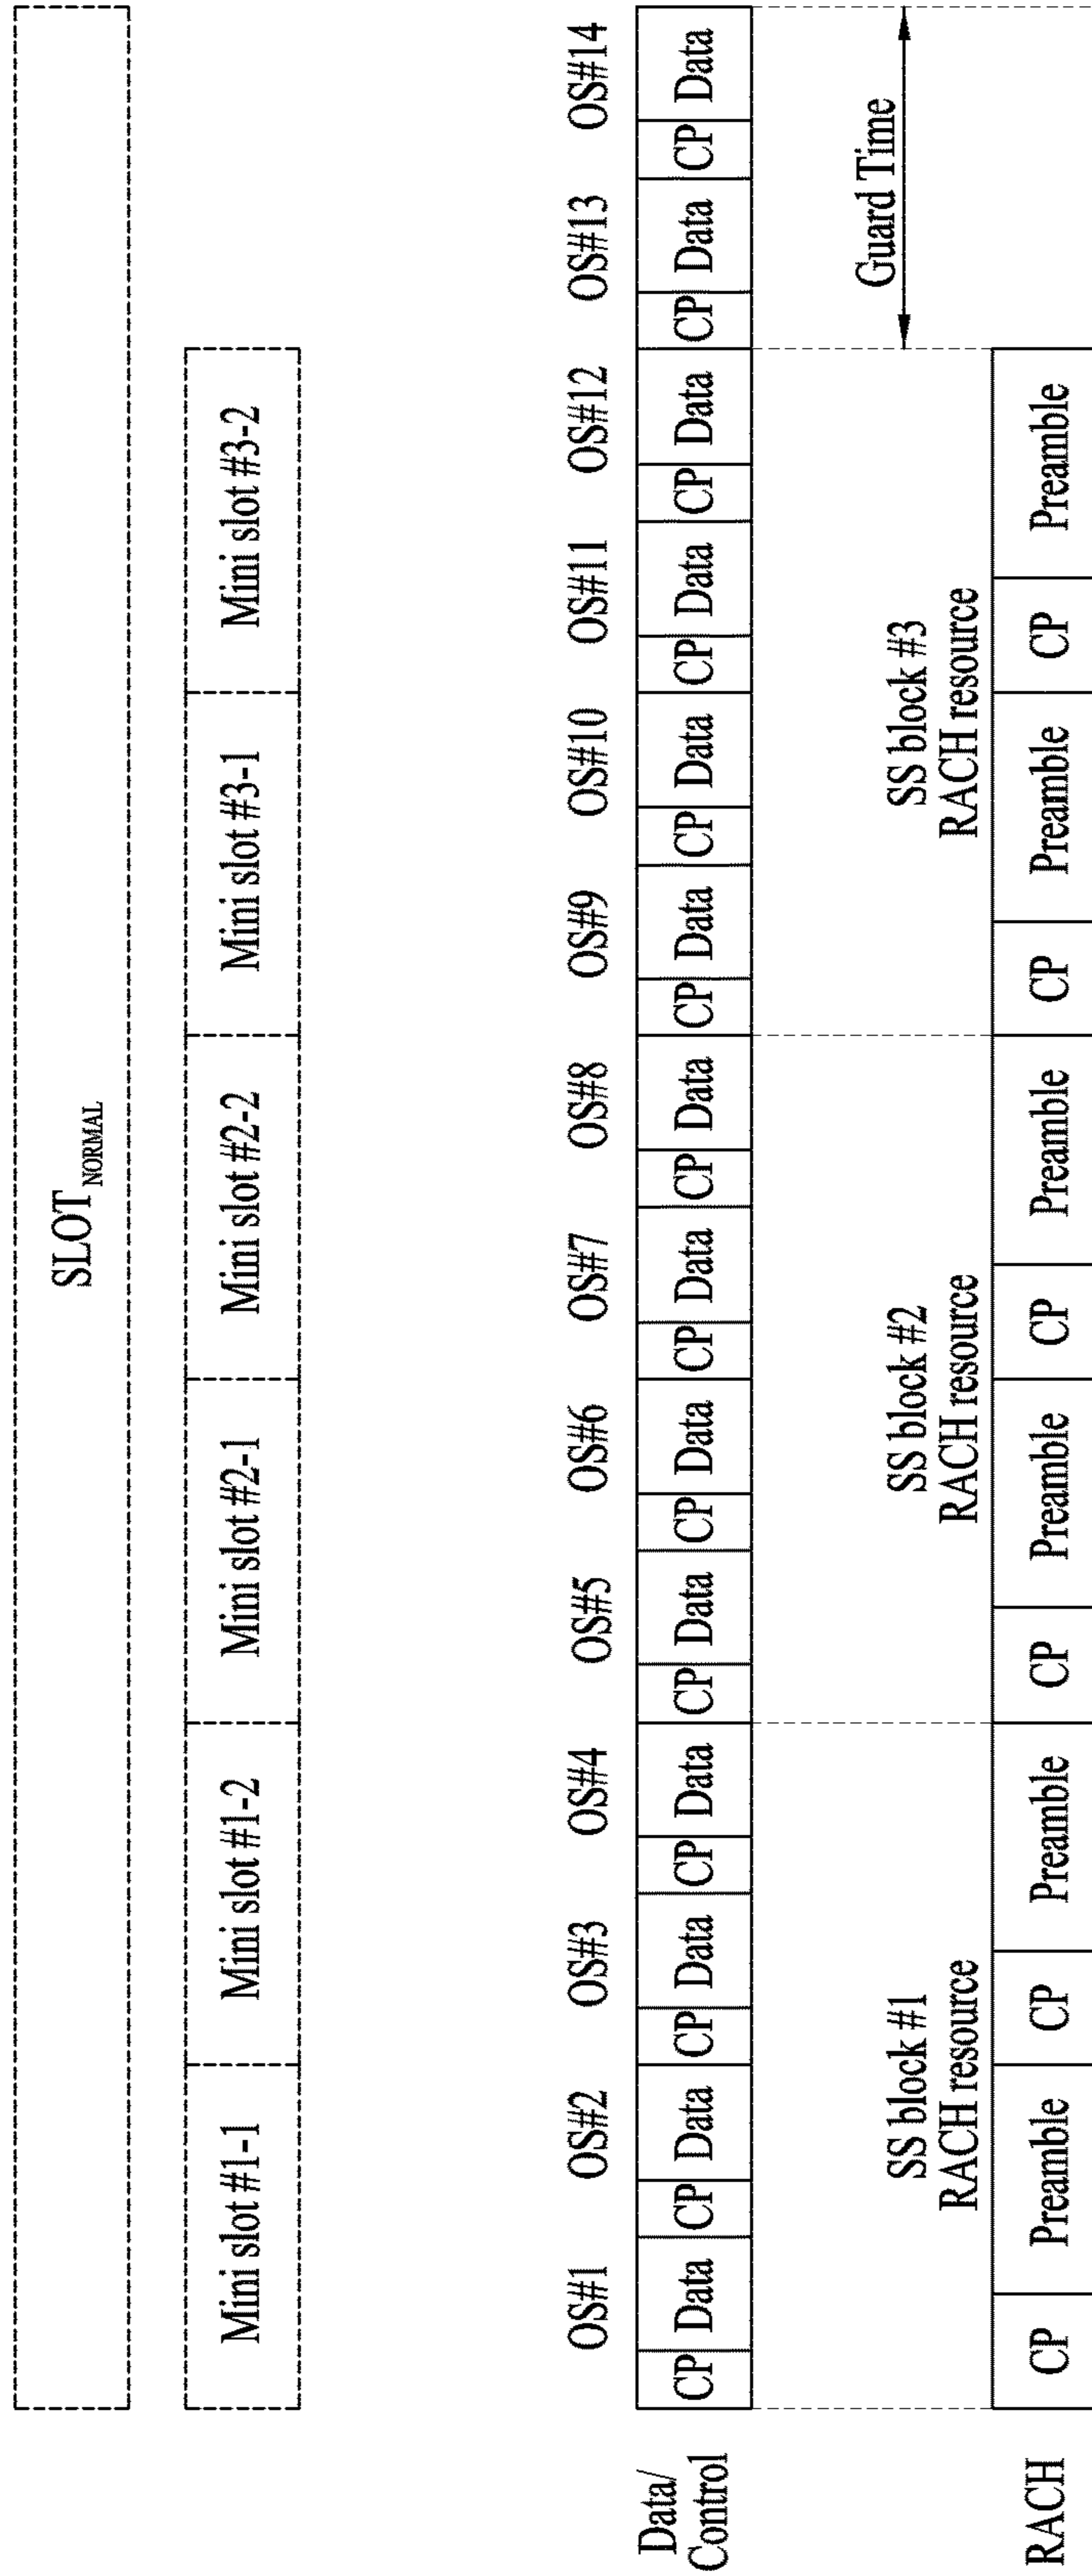 SLOT NORMAL
Mini slot #1-1 Mini slot #1-2 Mini slot #2-1 Mini slot #2-2 Mini slot #3-1 Mini slot #3-2
OS#1 OS#2 OS#3 OS#4 OS#5 OS#6 OS#7 OS#8 OS#9 OS#10 OS#11 OS#12 OS#13 OS#14
Data/
Control
CP Data CP Data CP Data CP Data CP Data CP Data CP Data CP Data CP Data CP Data CP Data CP Data CP Data CP Data
Guard Time
SS block #1
RACH resource
SS block #2
RACH resource
SS block #3
RACH resource
RACH
CP Preamble CP Preamble CP Preamble CP Preamble CP Preamble CP Preamble